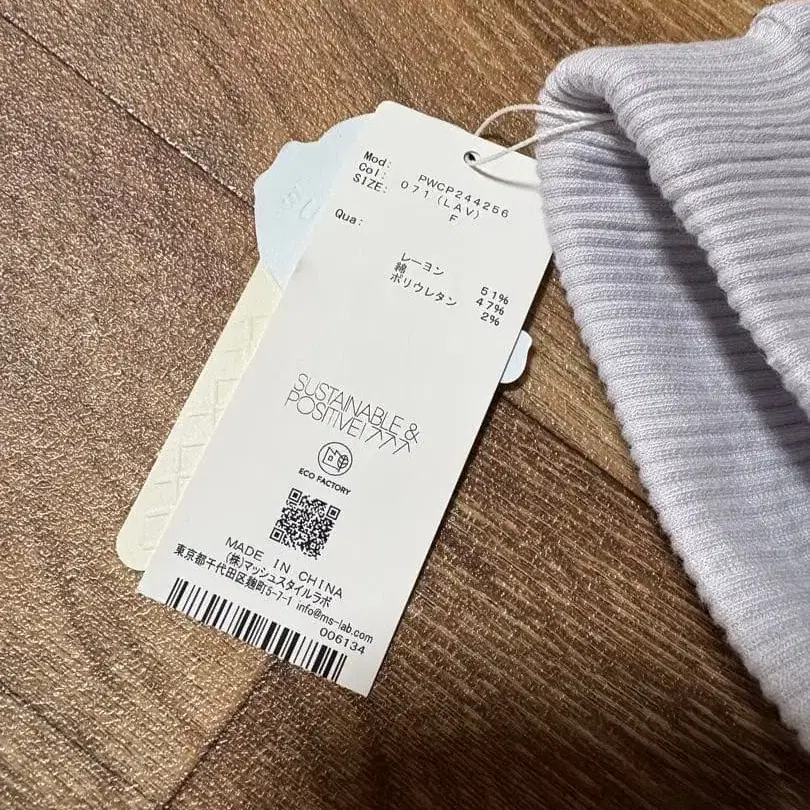 Mod: PWCP244256
Col: 071(LAV)
SIZE: F
Qua:
レーヨン 51%
綿 47%
ポリウレタン 2%
SUSTAINABLE &
POSITIVE!
ECO FACTORY
MADE IN CHINA
(株)マッシュスタイルラボ
東京都千代田区麹町5-7-1 info@ms-lab.com
006134